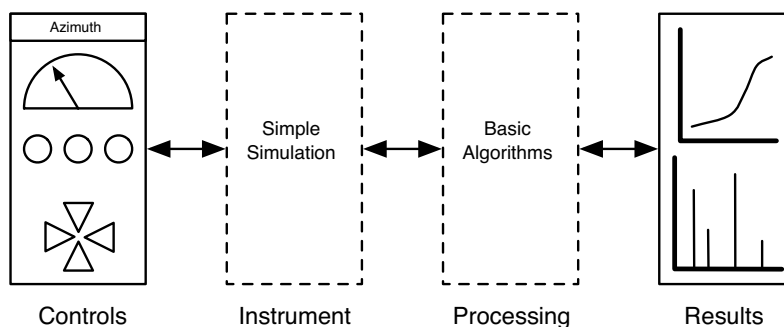 Azimuth
Simple
Simulation
Basic
Algorithms
Controls
Instrument
Processing
Results